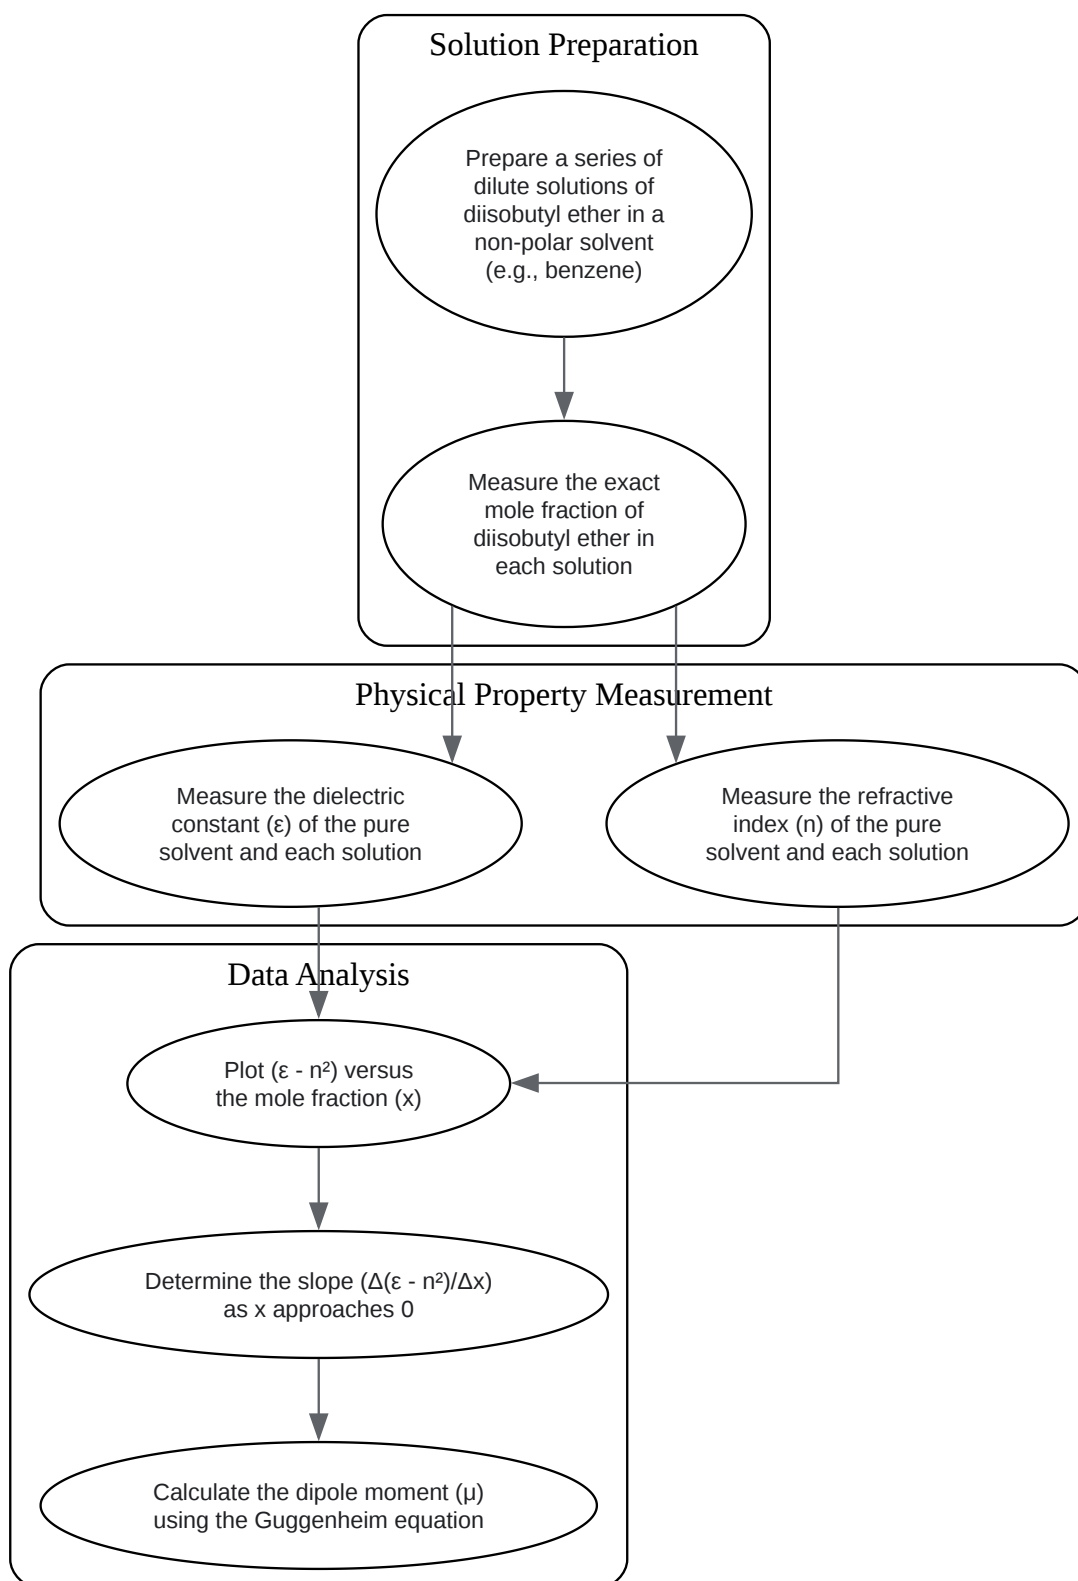 Solution Preparation
Prepare a series of
dilute solutions of
diisobutyl ether in a
non-polar solvent
(e.g., benzene)
Measure the exact
mole fraction of
diisobutyl ether in
each solution
Physical Property Measurement
Measure the dielectric
constant (ε) of the pure
solvent and each solution
Measure the refractive
index (n) of the pure
solvent and each solution
Data Analysis
Plot (ε - n²) versus
the mole fraction (x)
Determine the slope (Δ(ε - n²)/Δx)
as x approaches 0
Calculate the dipole moment (μ)
using the Guggenheim equation